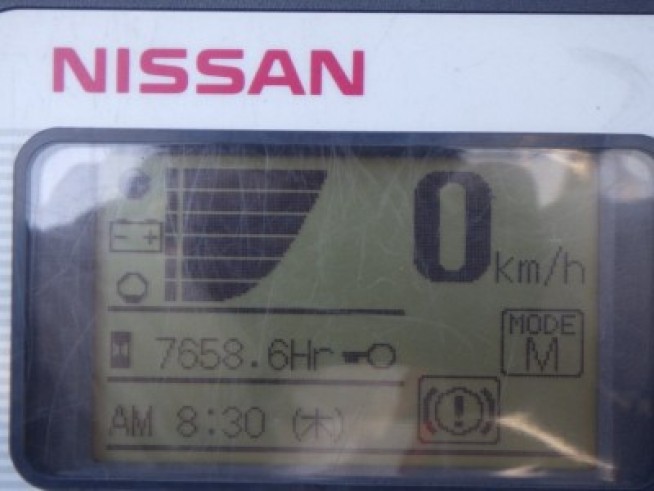 NISSAN
0km/h
7658.6Hr
MODE
M
AM 8:30 (木)